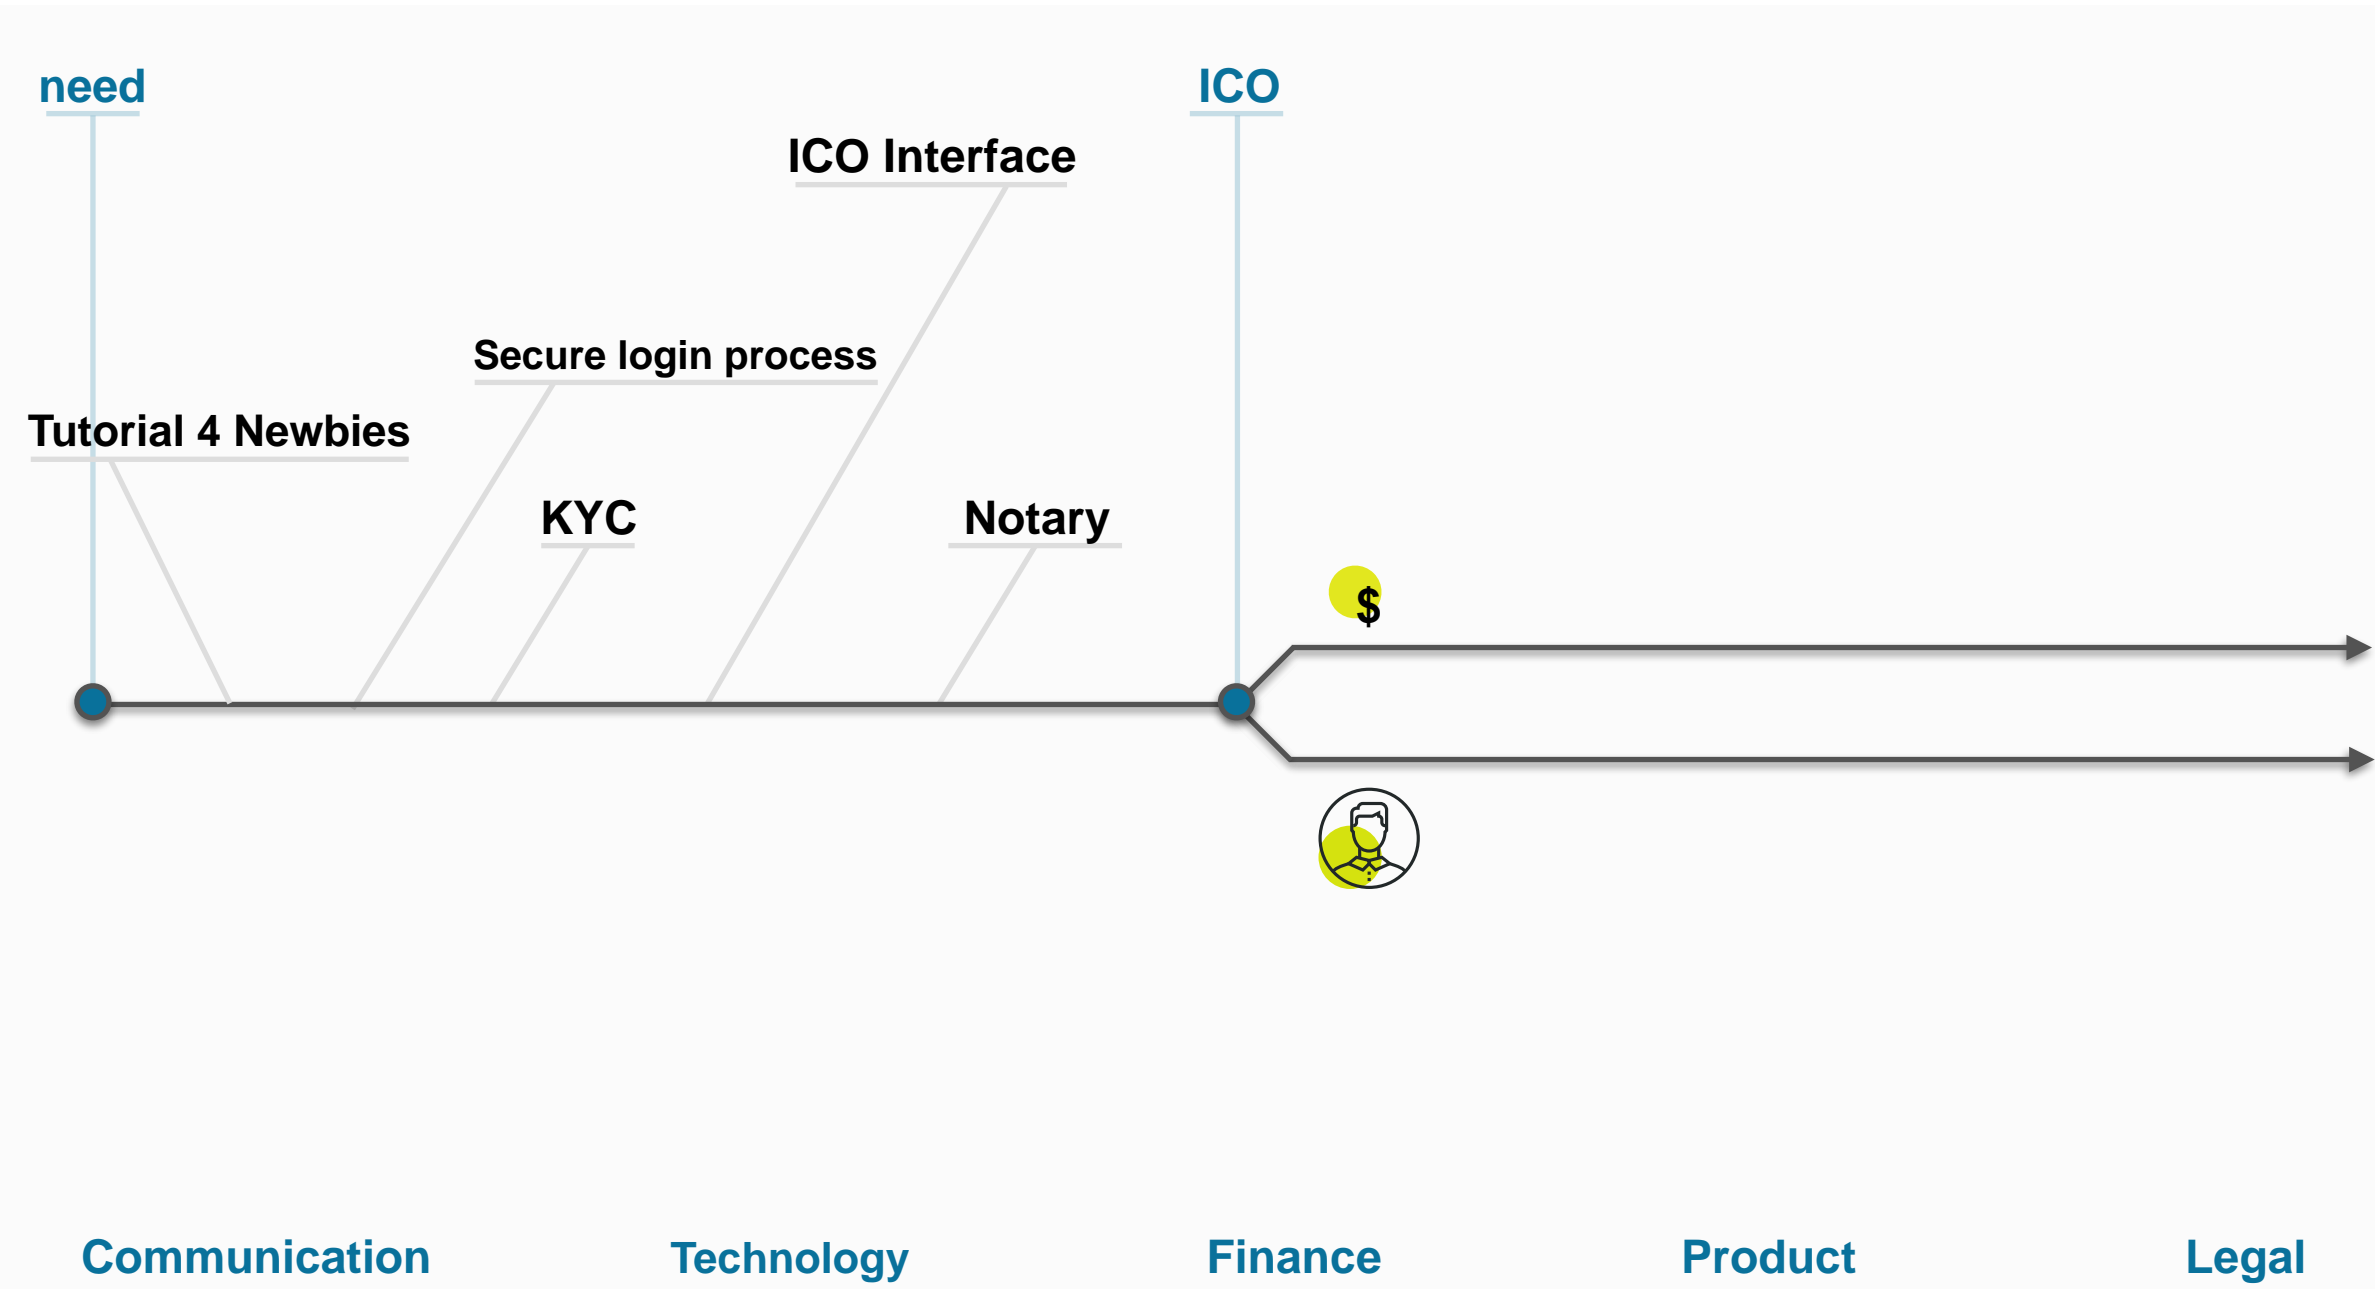 need
ICO
ICO Interface
Secure login process
Tutorial 4 Newbies
KYC
Notary
$
Communication
Technology
Finance
Product
Legal